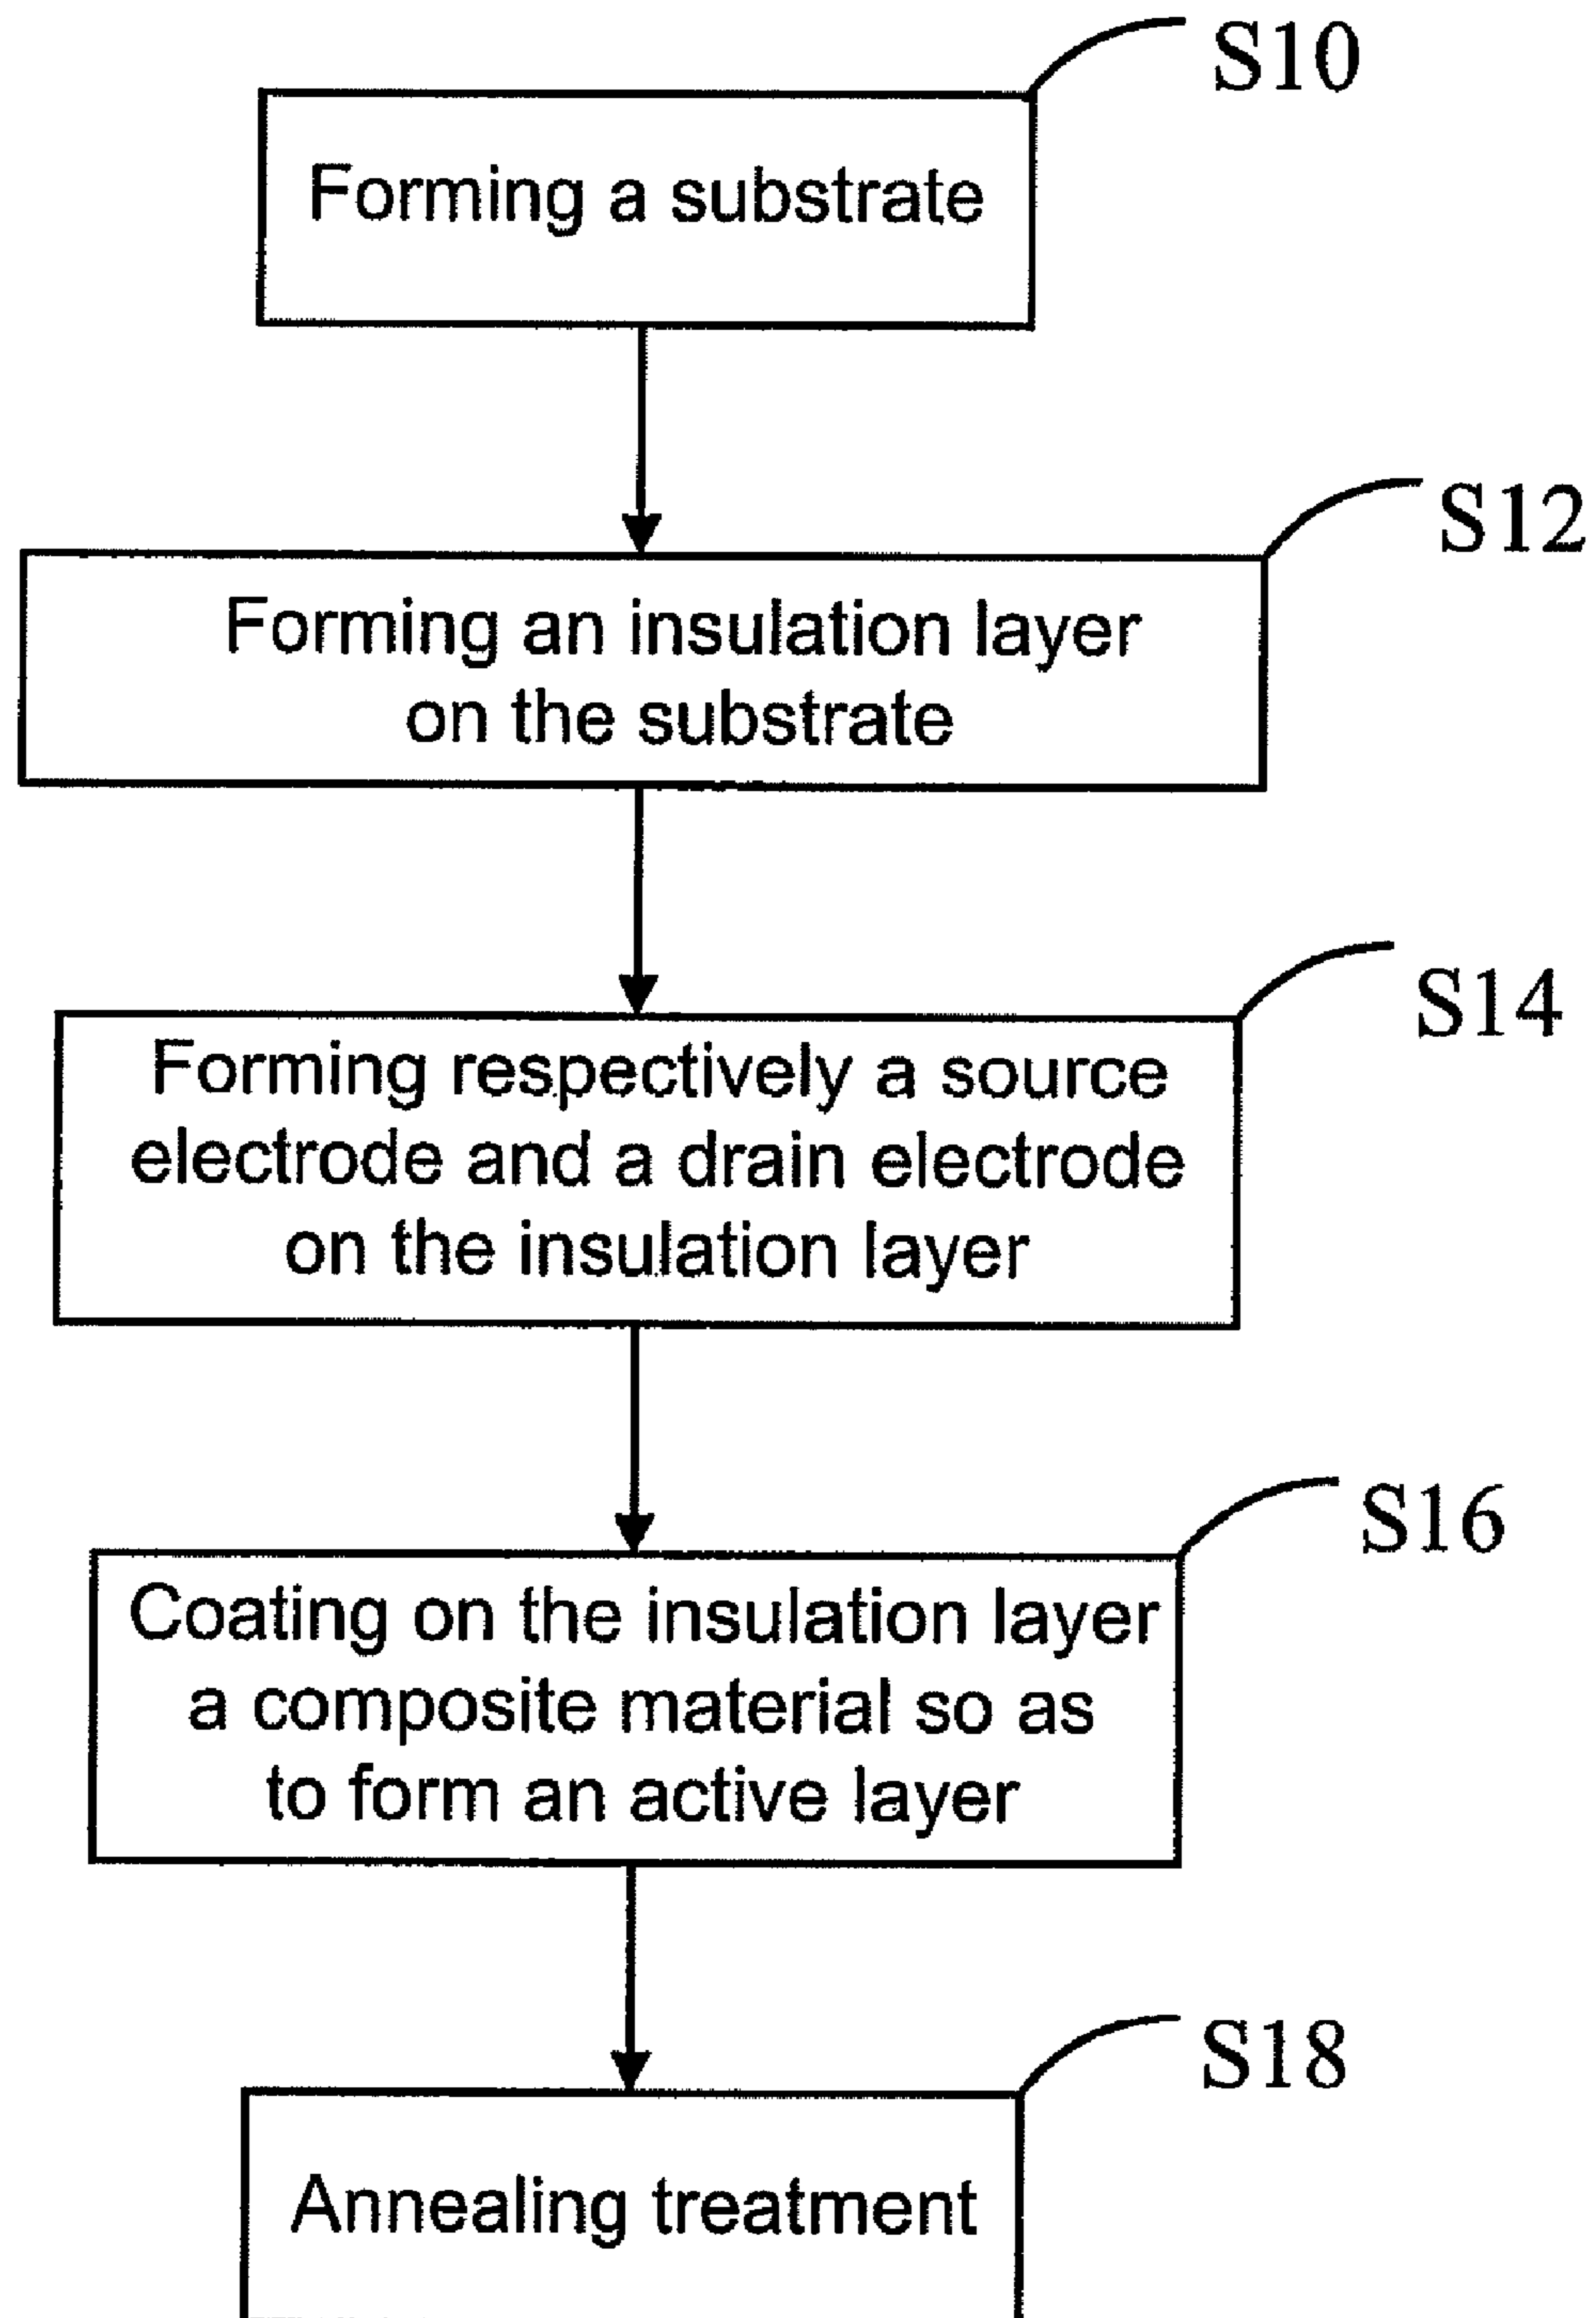 S10
Forming a substrate
S12
Forming an insulation layer
on the substrate
S14
Forming respectively a source
electrode and a drain electrode
on the insulation layer
S16
Coating on the insulation layer
a composite material so as
to form an active layer
S18
Annealing treatment